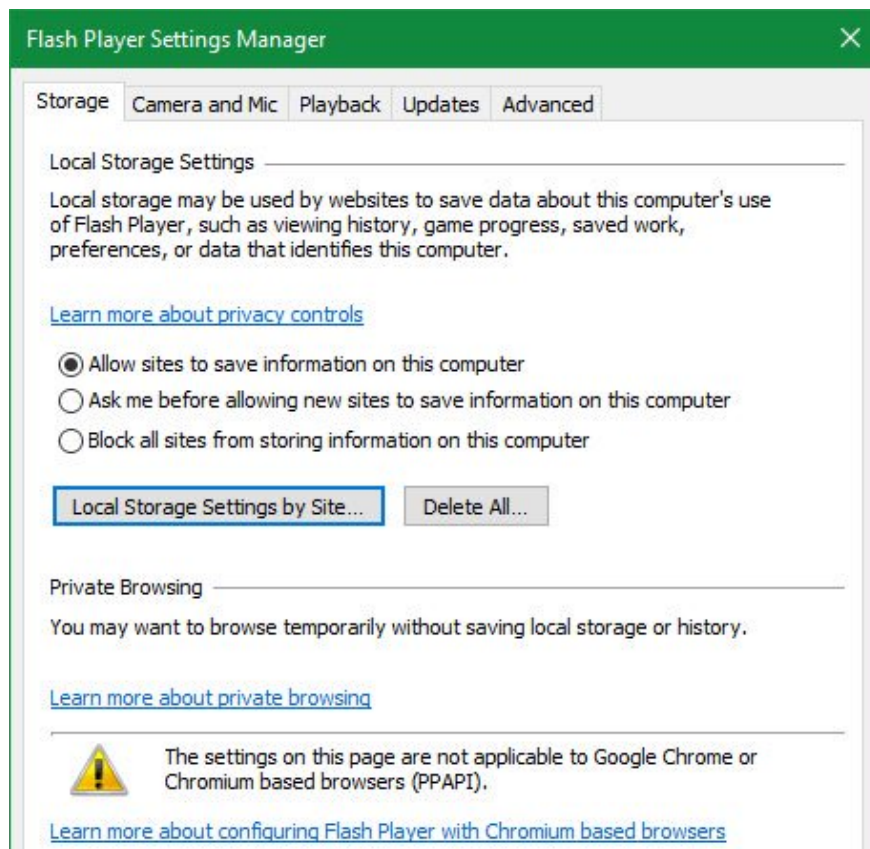 Flash Player Settings Manager
Storage Camera and Mic Playback Updates Advanced
Local Storage Settings
Local storage may be used by websites to save data about this computer's use
of Flash Player, such as viewing history, game progress, saved work,
preferences, or data that identifies this computer.
Learn more about privacy controls
Allow sites to save information on this computer
Ask me before allowing new sites to save information on this computer
Block all sites from storing information on this computer
Local Storage Settings by Site... Delete All...
Private Browsing
You may want to browse temporarily without saving local storage or history.
Learn more about private browsing
The settings on this page are not applicable to Google Chrome or
Chromium based browsers (PPAPI).
Learn more about configuring Flash Player with Chromium based browsers